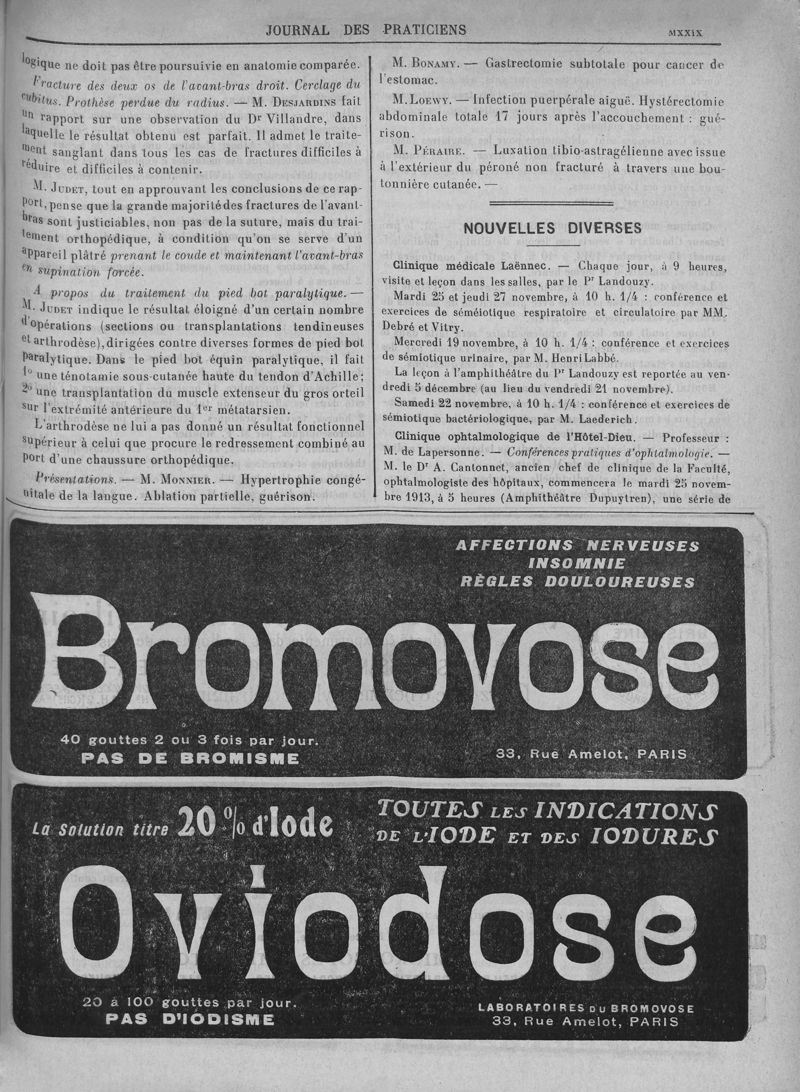 JOURNAL DES PRATICIENS
MXXIX
logique ne doit pas être poursuivie en anatomie comparée.
Fracture des deux os de l'avant-bras droit. Cerclage du
cubitus. Prothèse perdue du radius. — M. DESJARDINS fait
un rapport sur une observation du Dr Villandre, dans
laquelle le résultat obtenu est parfait. Il admet le traite-
ment sanglant dans tous les cas de fractures difficiles à
réduire et difficiles à contenir.
M. JUDET, tout en approuvant les conclusions de ce rap-
port, pense que la grande majorité des fractures de l'avant-
bras sont justiciables, non pas de la suture, mais du trai-
tement orthopédique, à condition qu'on se serve d'un
appareil plâtré prenant le coude et maintenant l'avant-bras
en supination forcée.
A propos du traitement du pied bot paralytique. —
M. JUDET indique le résultat éloigné d'un certain nombre
d'opérations (sections ou transplantations tendineuses
et arthrodèse), dirigées contre diverses formes de pied bot
paralytique. Dans le pied bot équin paralytique, il fait
1° une ténotamie sous-cutanée haute du tendon d'Achille;
2° une transplantation du muscle extenseur du gros orteil
sur l'extrémité antérieure du 1er métatarsien.
L'arthrodèse ne lui a pas donné un résultat fonctionnel
supérieur à celui que procure le redressement combiné au
port d'une chaussure orthopédique.
Présentations. — M. MONNIER. — Hypertrophie congé-
nitale de la langue. Ablation partielle, guérison.
M. BONAMY. — Gastrectomie subtotale pour cancer de
l'estomac.
M. LOEWY. — Infection puerpérale aiguë. Hystérectomie
abdominale totale 17 jours après l'accouchement : gué-
rison.
M. PÉRAIRE. — Luxation tibio-astragélienne avec issue
à l'extérieur du péroné non fracturé à travers une bou-
tonnière cutanée. —
NOUVELLES DIVERSES
Clinique médicale Laënnec. — Chaque jour, à 9 heures,
visite et leçon dans les salles, par le Pr Landouzy.
Mardi 25 et jeudi 27 novembre, à 10 h. 1/4 : conférence et
exercices de séméiotique respiratoire et circulatoire par MM.
Debré et Vitry.
Mercredi 19 novembre, à 10 h. 1/4 : conférence et exercices
de sémiotique urinaire, par M. Henri Labbé.
La leçon à l'amphithéâtre du Pr Landouzy est reportée au ven-
dredi 5 décembre (au lieu du vendredi 21 novembre).
Samedi 22 novembre, à 10 h. 1/4 : conférence et exercices de
sémiotique bactériologique, par M. Laederich.
Clinique ophtalmologique de l'Hôtel-Dieu. — Professeur :
M. de Lapersonne. — Conférences pratiques d'ophtalmologie. —
M. le Dr A. Cantonnet, ancien chef de clinique de la Faculté,
ophtalmologiste des hôpitaux, commencera le mardi 25 novem-
bre 1913, à 5 heures (Amphithéâtre Dupuytren), une série de
AFFECTIONS NERVEUSES
INSOMNIE
RÈGLES DOULOUREUSES
Bromovose
40 gouttes 2 ou 3 fois par jour.
PAS DE BROMISME
33, Rue Amelot, PARIS
La Solution titre 20 % d'Iode
TOUTES LES INDICATIONS
DE L'IODE ET DES IODURES
Oviodose
20 à 100 gouttes par jour.
PAS D'IODISME
LABORATOIRES DU BROMOVOSE
33, Rue Amelot, PARIS